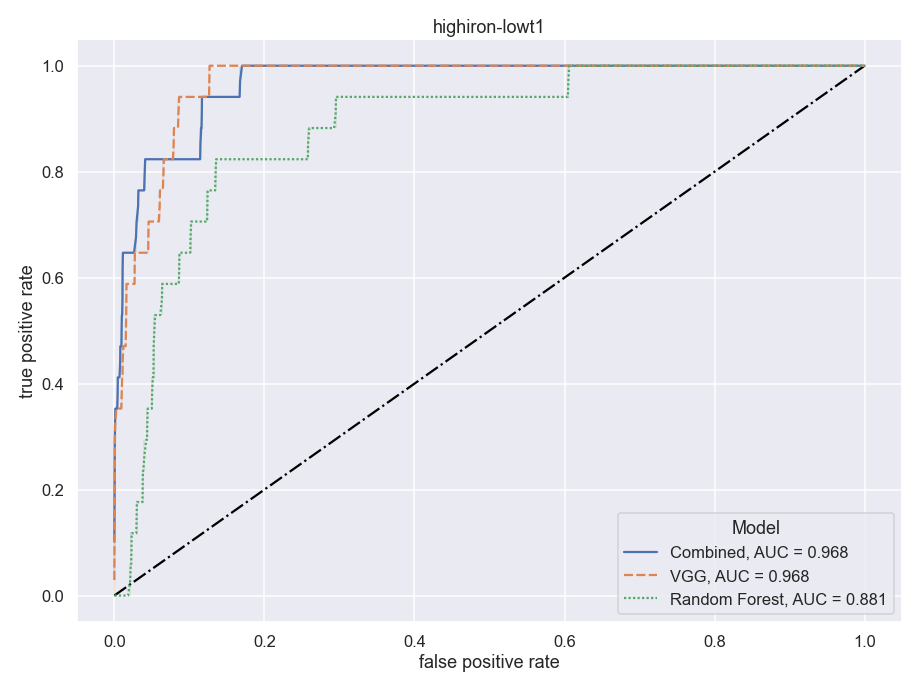 highiron-lowt1
1.0
0.8
0.6
0.4
0.2
0.0
true positive rate
0.0
0.2
0.4
0.6
0.8
1.0
false positive rate
Model
Combined, AUC = 0.968
VGG, AUC = 0.968
Random Forest, AUC = 0.881